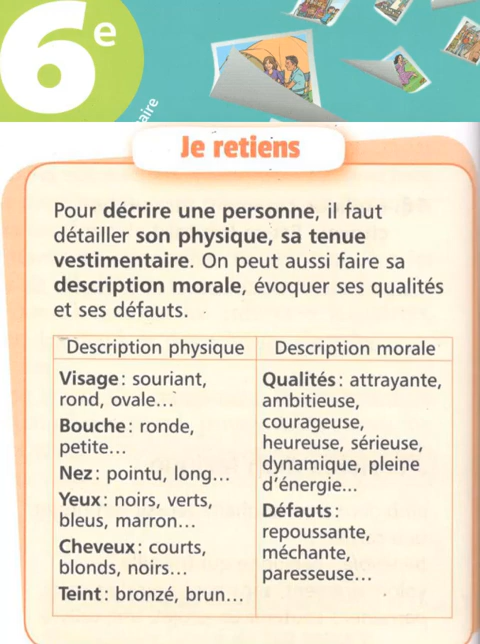 6e
aire
Je retiens
Pour décrire une personne, il faut
détailler son physique, sa tenue
vestimentaire. On peut aussi faire sa
description morale, évoquer ses qualités
et ses défauts.
Description physique
Visage : souriant,
rond, ovale...
Bouche : ronde,
petite...
Nez : pointu, long...
Yeux : noirs, verts,
bleus, marron...
Cheveux : courts,
blonds, noirs...
Teint : bronzé, brun...
Description morale
Qualités : attrayante,
ambitieuse,
courageuse,
heureuse, sérieuse,
dynamique, pleine
d'énergie...
Défauts :
repoussante,
méchante,
paresseuse...